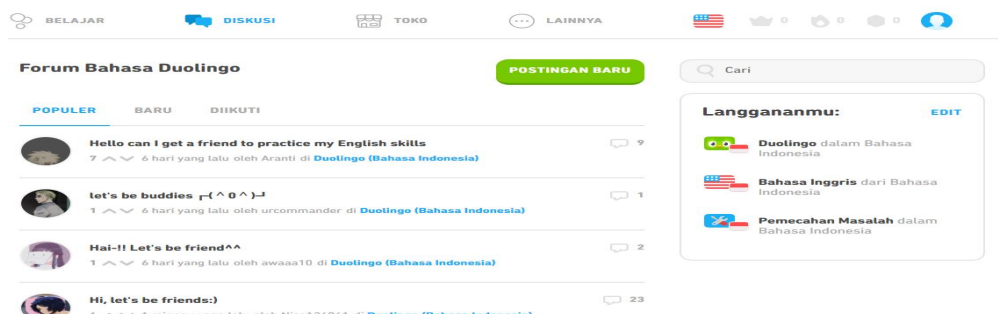 BELAJAR DISKUSI TOKO LAINNYA 0 0 0
Forum Bahasa Duolingo
POSTINGAN BARU
Cari
POPULER BARU DIIKUTI
Hello can I get a friend to practice my English skills 9
7 6 hari yang lalu oleh Aranti di Duolingo (Bahasa Indonesia)
let's be buddies ┌(^0^)┘ 1
1 6 hari yang lalu oleh urcommander di Duolingo (Bahasa Indonesia)
Hai-!! Let's be friend^^ 2
1 6 hari yang lalu oleh awaaa10 di Duolingo (Bahasa Indonesia)
Hi, let's be friends:) 23
Langgananmu: EDIT
Duolingo dalam Bahasa
Indonesia
Bahasa Inggris dari Bahasa
Indonesia
Pemecahan Masalah dalam
Bahasa Indonesia